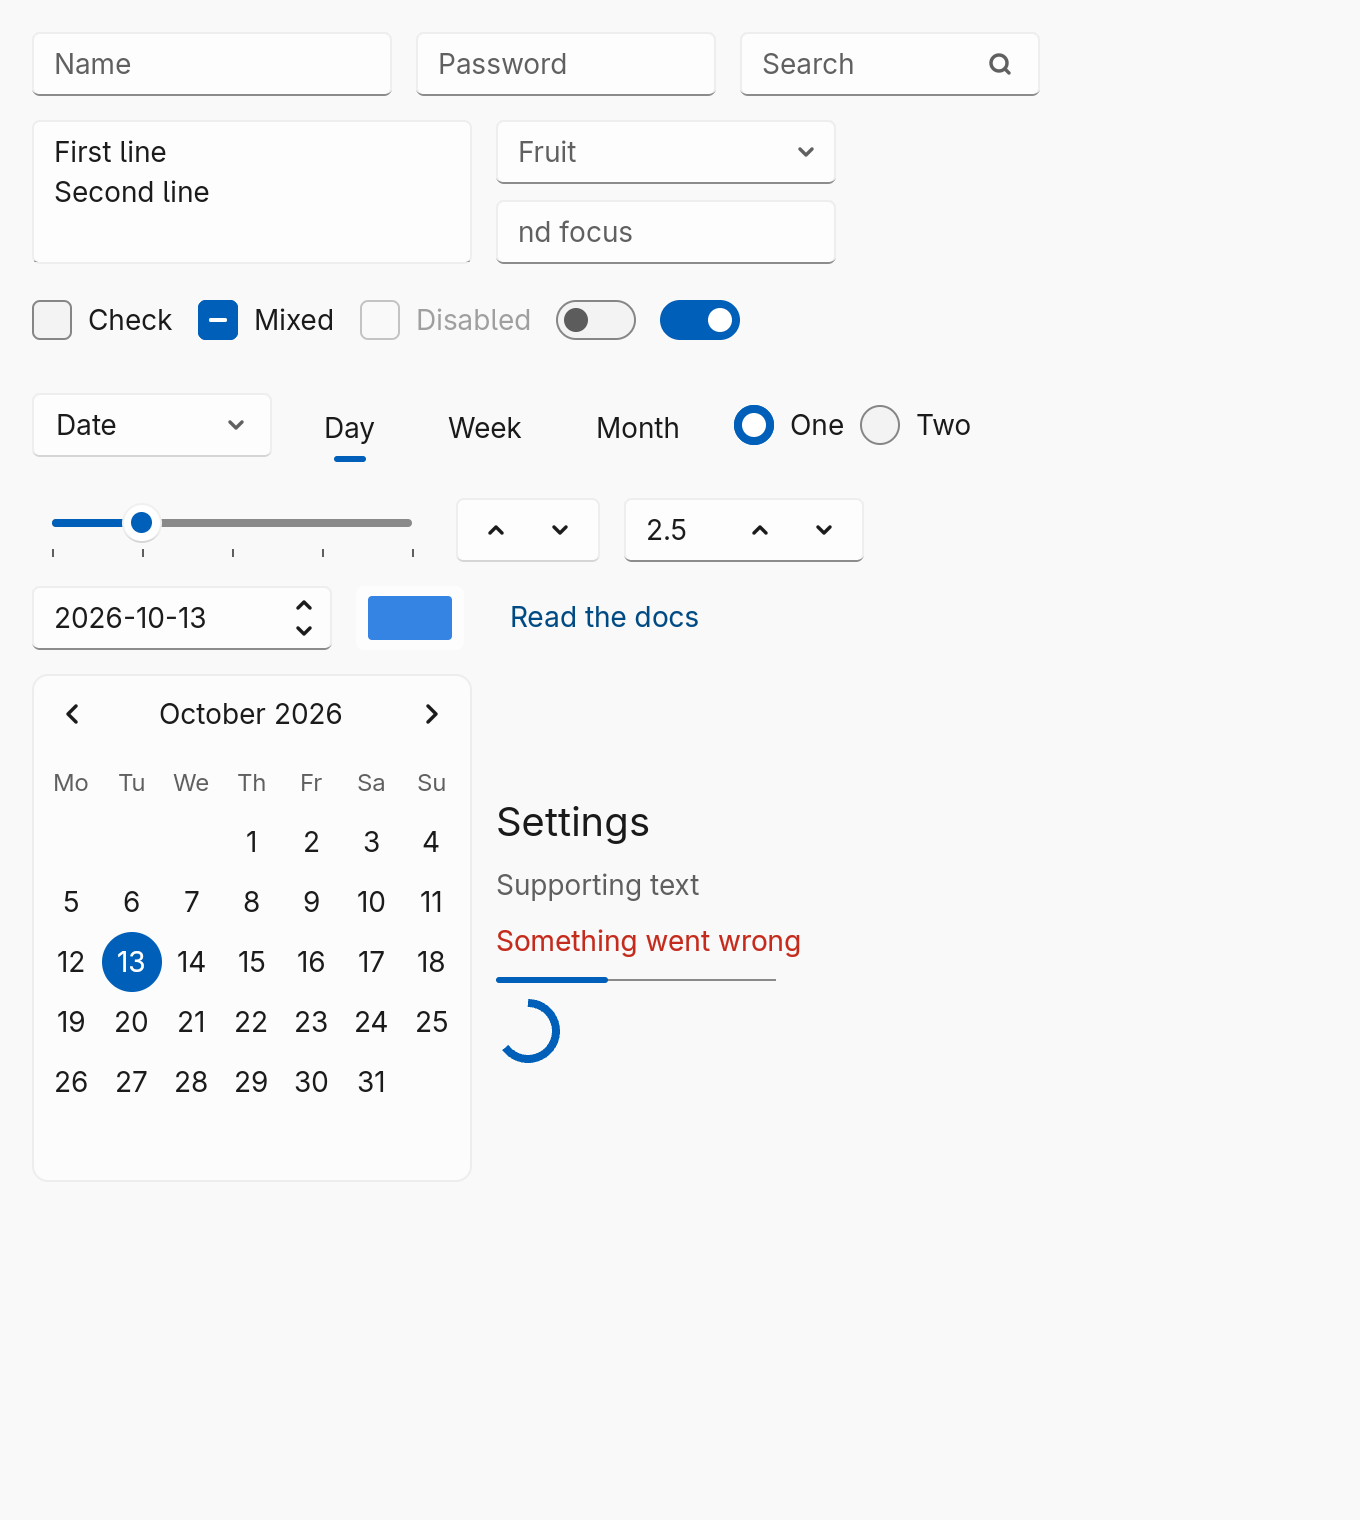 Name Password Search
First line
Second line
Fruit
nd focus
Check Mixed Disabled
Date Day Week Month One Two
2.5
2026-10-13 Read the docs
October 2026
Mo Tu We Th Fr Sa Su
1 2 3 4
5 6 7 8 9 10 11
12 13 14 15 16 17 18
19 20 21 22 23 24 25
26 27 28 29 30 31
Settings
Supporting text
Something went wrong